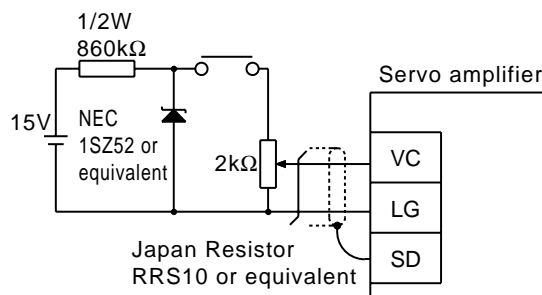 1/2W
860kΩ
Servo amplifier
15V
NEC
1SZ52 or
equivalent
2kΩ
VC
LG
SD
Japan Resistor
RRS10 or equivalent